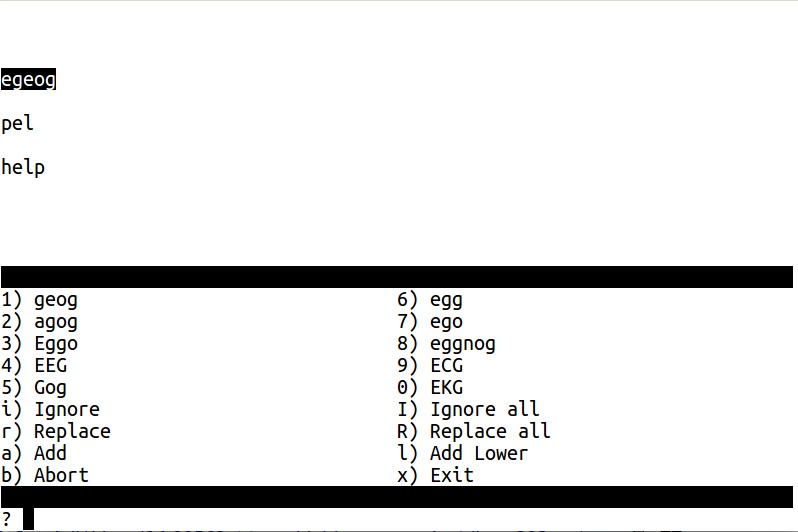 egeog
pel
help
1) geog 6) egg
2) agog 7) ego
3) Eggo 8) eggnog
4) EEG 9) ECG
5) Gog 0) EKG
i) Ignore I) Ignore all
r) Replace R) Replace all
a) Add l) Add Lower
b) Abort x) Exit
?